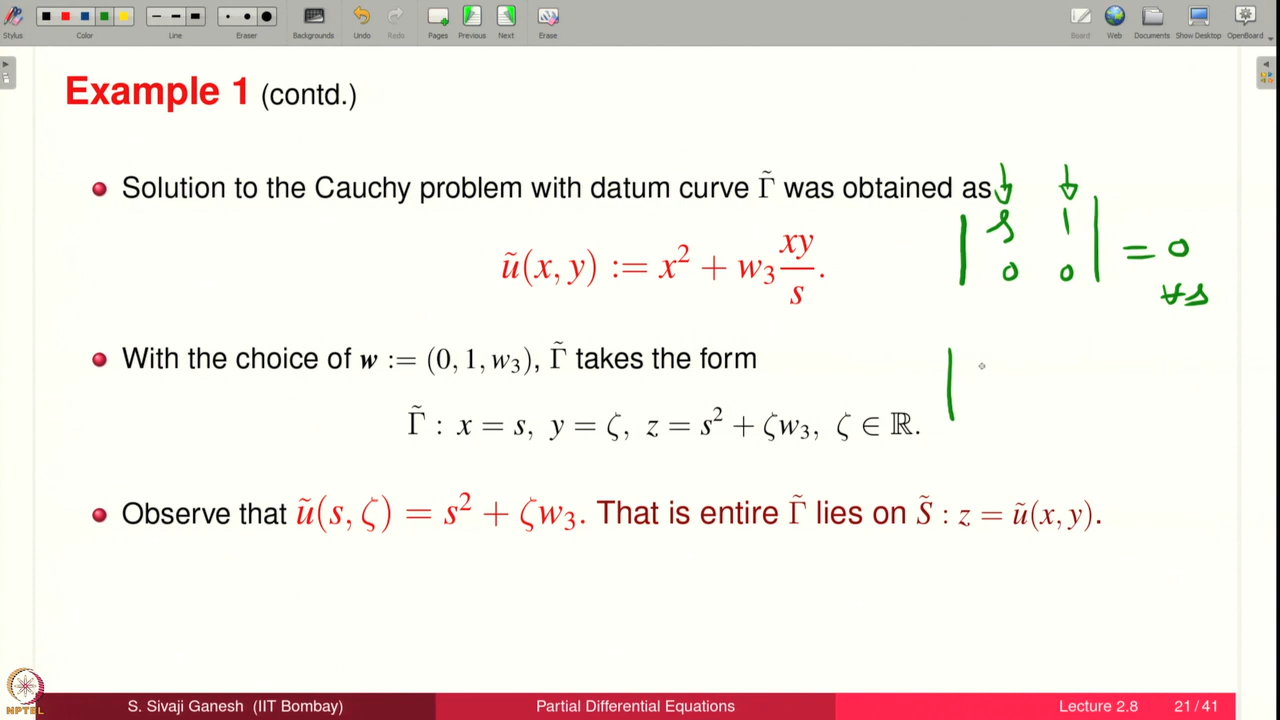 Stylus Color Line Eraser Backgrounds Undo Redo Pages Previous Next Erase Board Web Documents Show Desktop OpenBoard
Example 1 (contd.)
Solution to the Cauchy problem with datum curve Γ̃ was obtained as
ũ(x, y) := x² + w₃ xy/s.
| s 1 |
| 0 0 | = 0
∀ s
With the choice of w := (0, 1, w₃), Γ̃ takes the form
Γ̃ : x = s, y = ζ, z = s² + ζw₃, ζ ∈ ℝ.
Observe that ũ(s, ζ) = s² + ζw₃. That is entire Γ̃ lies on S̃ : z = ũ(x, y).
NPTEL
S. Sivaji Ganesh (IIT Bombay) Partial Differential Equations Lecture 2.8 21 / 41